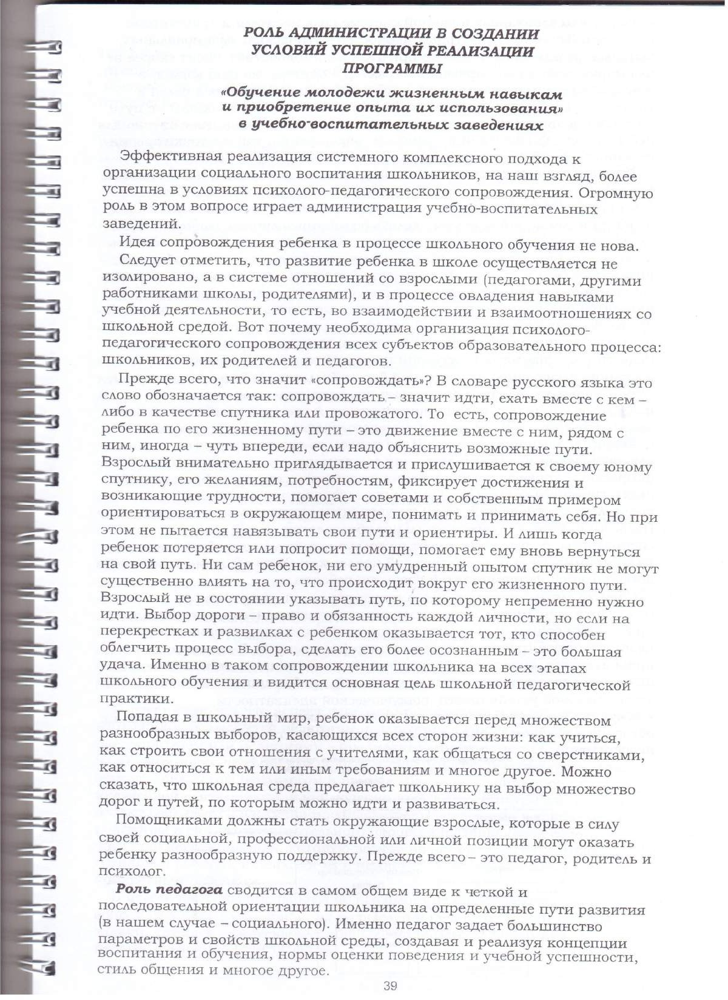 РОЛЬ АДМИНИСТРАЦИИ В СОЗДАНИИ
УСЛОВИЙ УСПЕШНОЙ РЕАЛИЗАЦИИ
ПРОГРАММЫ
«Обучение молодежи жизненным навыкам
и приобретение опыта их использования»
в учебно-воспитательных заведениях
Эффективная реализация системного комплексного подхода к
организации социального воспитания школьников, на наш взгляд, более
успешна в условиях психолого-педагогического сопровождения. Огромную
роль в этом вопросе играет администрация учебно-воспитательных
заведений.
Идея сопровождения ребенка в процессе школьного обучения не нова.
Следует отметить, что развитие ребенка в школе осуществляется не
изолировано, а в системе отношений со взрослыми (педагогами, другими
работниками школы, родителями), и в процессе овладения навыками
учебной деятельности, то есть, во взаимодействии и взаимоотношениях со
школьной средой. Вот почему необходима организация психолого-
педагогического сопровождения всех субъектов образовательного процесса:
школьников, их родителей и педагогов.
Прежде всего, что значит «сопровождать»? В словаре русского языка это
слово обозначается так: сопровождать – значит идти, ехать вместе с кем –
либо в качестве спутника или провожатого. То есть, сопровождение
ребенка по его жизненному пути – это движение вместе с ним, рядом с
ним, иногда – чуть впереди, если надо объяснить возможные пути.
Взрослый внимательно приглядывается и прислушивается к своему юному
спутнику, его желаниям, потребностям, фиксирует достижения и
возникающие трудности, помогает советами и собственным примером
ориентироваться в окружающем мире, понимать и принимать себя. Но при
этом не пытается навязывать свои пути и ориентиры. И лишь когда
ребенок потеряется или попросит помощи, помогает ему вновь вернуться
на свой путь. Ни сам ребенок, ни его умудренный опытом спутник не могут
существенно влиять на то, что происходит вокруг его жизненного пути.
Взрослый не в состоянии указывать путь, по которому непременно нужно
идти. Выбор дороги – право и обязанность каждой личности, но если на
перекрестках и развилках с ребенком оказывается тот, кто способен
облегчить процесс выбора, сделать его более осознанным – это большая
удача. Именно в таком сопровождении школьника на всех этапах
школьного обучения и видится основная цель школьной педагогической
практики.
Попадая в школьный мир, ребенок оказывается перед множеством
разнообразных выборов, касающихся всех сторон жизни: как учиться,
как строить свои отношения с учителями, как общаться со сверстниками,
как относиться к тем или иным требованиям и многое другое. Можно
сказать, что школьная среда предлагает школьнику на выбор множество
дорог и путей, по которым можно идти и развиваться.
Помощниками должны стать окружающие взрослые, которые в силу
своей социальной, профессиональной или личной позиции могут оказать
ребенку разнообразную поддержку. Прежде всего – это педагог, родитель и
психолог.
Роль педагога сводится в самом общем виде к четкой и
последовательной ориентации школьника на определенные пути развития
(в нашем случае – социального). Именно педагог задает большинство
параметров и свойств школьной среды, создавая и реализуя концепции
воспитания и обучения, нормы оценки поведения и учебной успешности,
стиль общения и многое другое.
39